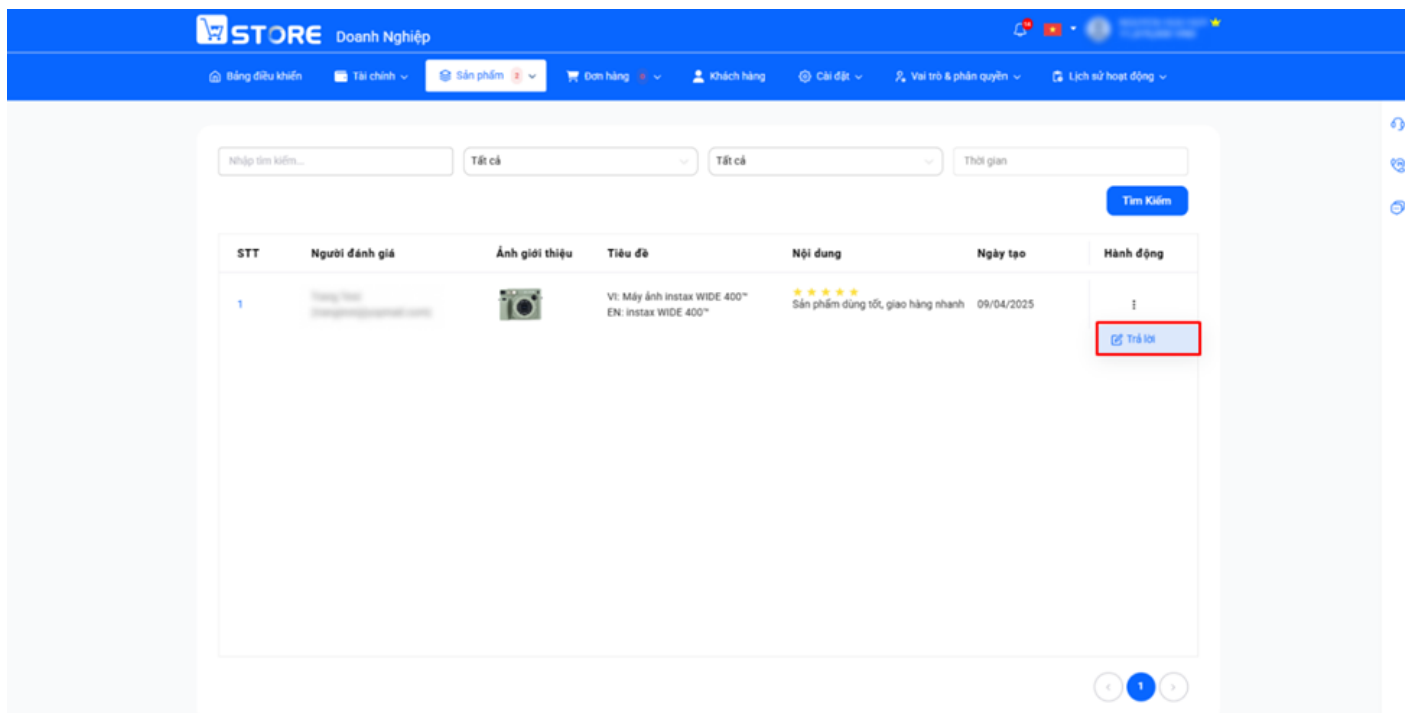 STORE Doanh Nghiệp
Bảng điều khiển Tài chính Sản phẩm 2 Đơn hàng Khách hàng Cài đặt Vai trò & phân quyền Lịch sử hoạt động
Nhập tìm kiếm... Tất cả Tất cả Thời gian
Tìm Kiếm
STT Người đánh giá Ảnh giới thiệu Tiêu đề Nội dung Ngày tạo Hành động
1 VI: Máy ảnh instax WIDE 400™
EN: instax WIDE 400™
Sản phẩm dùng tốt, giao hàng nhanh 09/04/2025
Trả lời
1